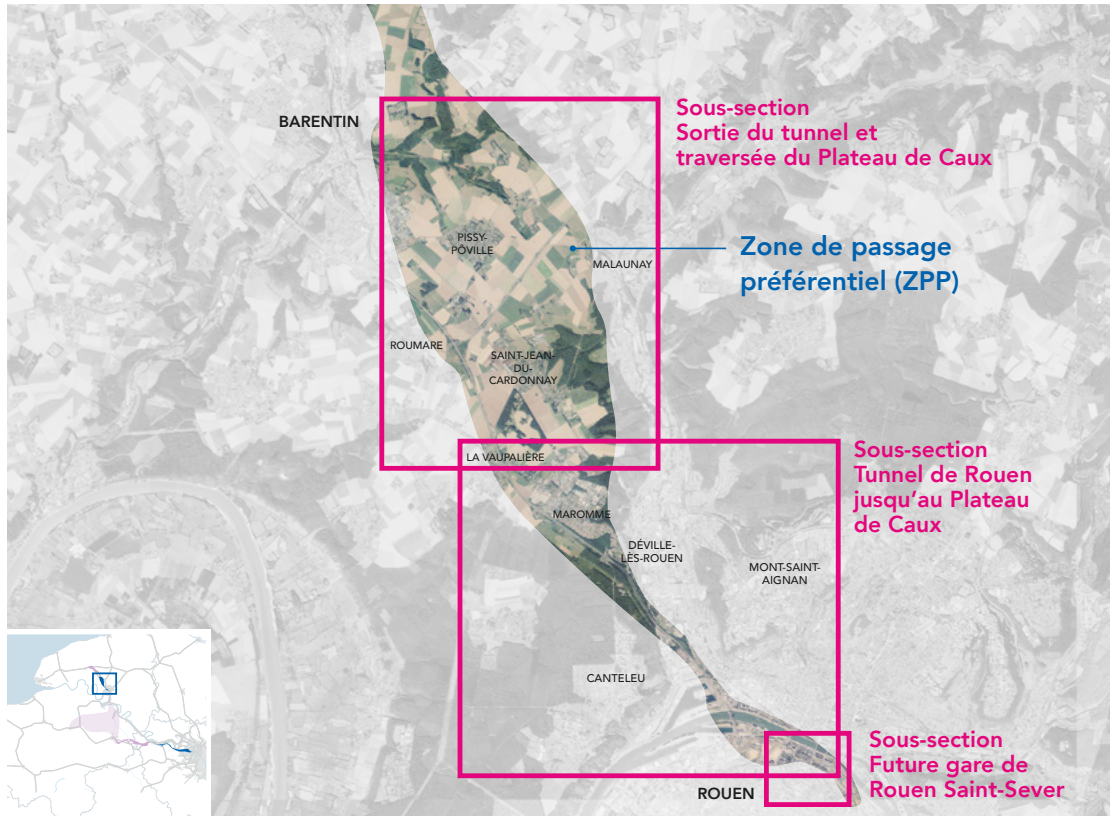 BARENTIN
Sous-section
Sortie du tunnel et
traversée du Plateau de Caux
PISSY-
PÔVILLE
Zone de passage
préférentiel (ZPP)
MALAUNAY
ROUMARE
SAINT-JEAN-
DU-
CARDONNAY
LA VAUPALIÈRE
Sous-section
Tunnel de Rouen
jusqu'au Plateau
de Caux
MAROMME
DÉVILLE-
LÈS-ROUEN
MONT-SAINT-
AIGNAN
CANTELEU
Sous-section
Future gare de
Rouen Saint-Sever
ROUEN